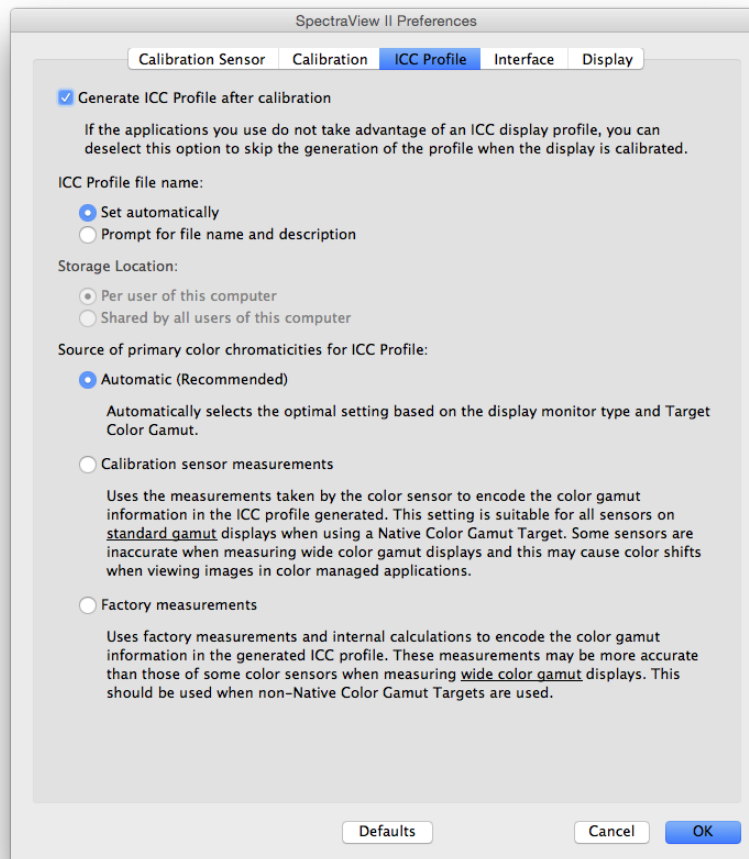 SpectraView II Preferences
Calibration Sensor Calibration ICC Profile Interface Display
Generate ICC Profile after calibration
If the applications you use do not take advantage of an ICC display profile, you can
deselect this option to skip the generation of the profile when the display is calibrated.
ICC Profile file name:
Set automatically
Prompt for file name and description
Storage Location:
Per user of this computer
Shared by all users of this computer
Source of primary color chromaticities for ICC Profile:
Automatic (Recommended)
Automatically selects the optimal setting based on the display monitor type and Target
Color Gamut.
Calibration sensor measurements
Uses the measurements taken by the color sensor to encode the color gamut
information in the ICC profile generated. This setting is suitable for all sensors on
standard gamut displays when using a Native Color Gamut Target. Some sensors are
inaccurate when measuring wide color gamut displays and this may cause color shifts
when viewing images in color managed applications.
Factory measurements
Uses factory measurements and internal calculations to encode the color gamut
information in the generated ICC profile. These measurements may be more accurate
than those of some color sensors when measuring wide color gamut displays. This
should be used when non-Native Color Gamut Targets are used.
Defaults Cancel OK